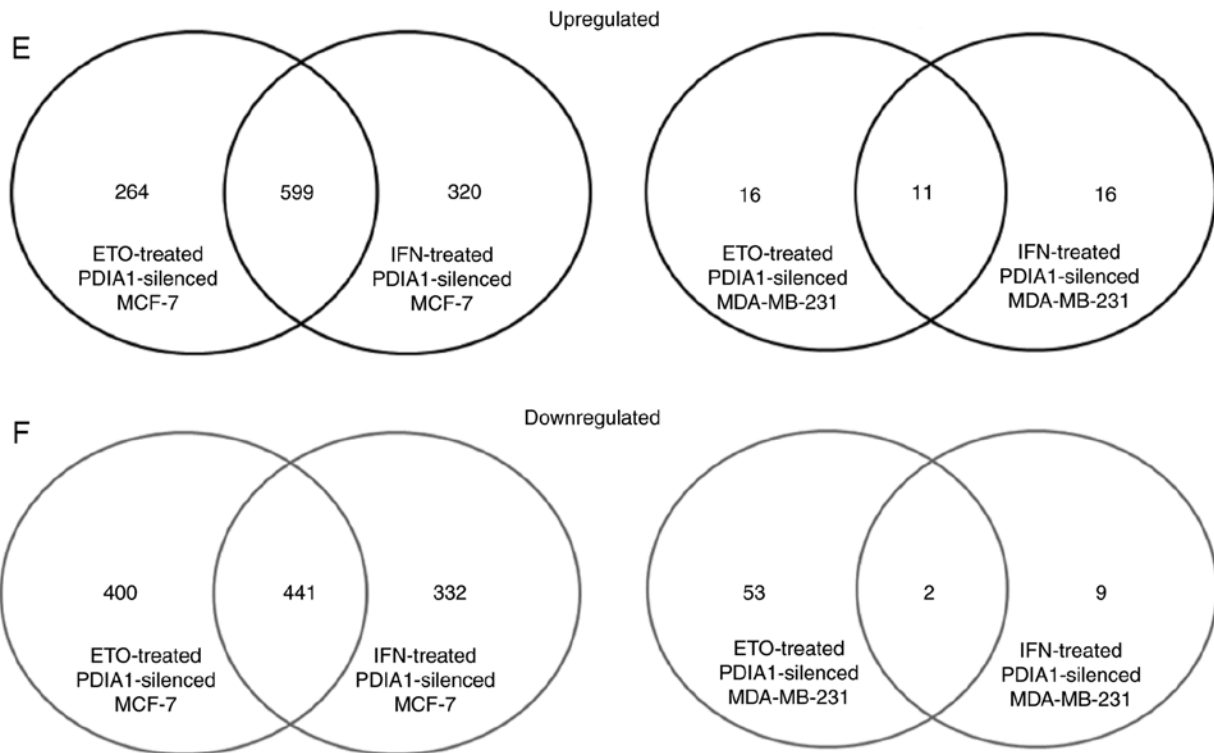 Upregulated
E
264
599
320
ETO-treated
PDIA1-silenced
MCF-7
IFN-treated
PDIA1-silenced
MCF-7
16
11
16
ETO-treated
PDIA1-silenced
MDA-MB-231
IFN-treated
PDIA1-silenced
MDA-MB-231
Downregulated
F
400
441
332
ETO-treated
PDIA1-silenced
MCF-7
IFN-treated
PDIA1-silenced
MCF-7
53
2
9
ETO-treated
PDIA1-silenced
MDA-MB-231
IFN-treated
PDIA1-silenced
MDA-MB-231